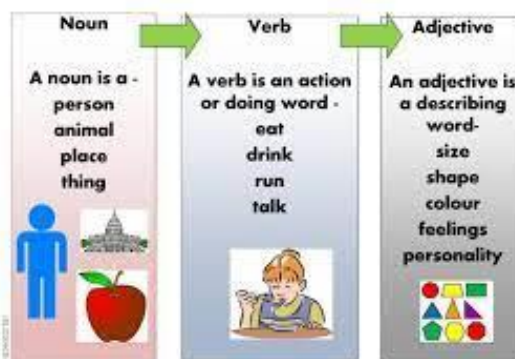 Noun
A noun is a -
person
animal
place
thing
Verb
A verb is an action
or doing word -
eat
drink
run
talk
Adjective
An adjective is
a describing
word-
size
shape
colour
feelings
personality